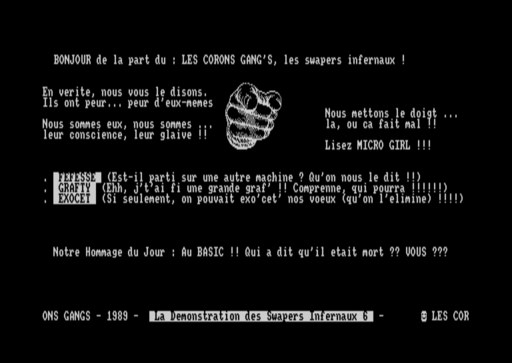 BONJOUR de la part du : LES CORONS GANG'S, les swapers infernaux !
En verite, nous vous le disons.
Ils ont peur... peur d'eux-memes
Nous sommes eux, nous sommes ...
leur conscience, leur glaive !!
Nous mettons le doigt ...
la, ou ca fait mal !!
Lisez MICRO GIRL !!!
. FEFESSE (Est-il parti sur une autre machine ? Qu'on nous le dit !!)
. GRAFTY (Ehh, j't'ai fi une grande graf' !! Comprenne, qui pourra !!!!!!)
. EXOCET (Si seulement, on pouvait exo'cet' nos voeux (qu'on l'elimine) !!!!)
Notre Hommage du Jour : Au BASIC !! Qui a dit qu'il etait mort ?? VOUS ???
ONS GANGS - 1989 - La Demonstration des Swapers Infernaux 6 - LES COR